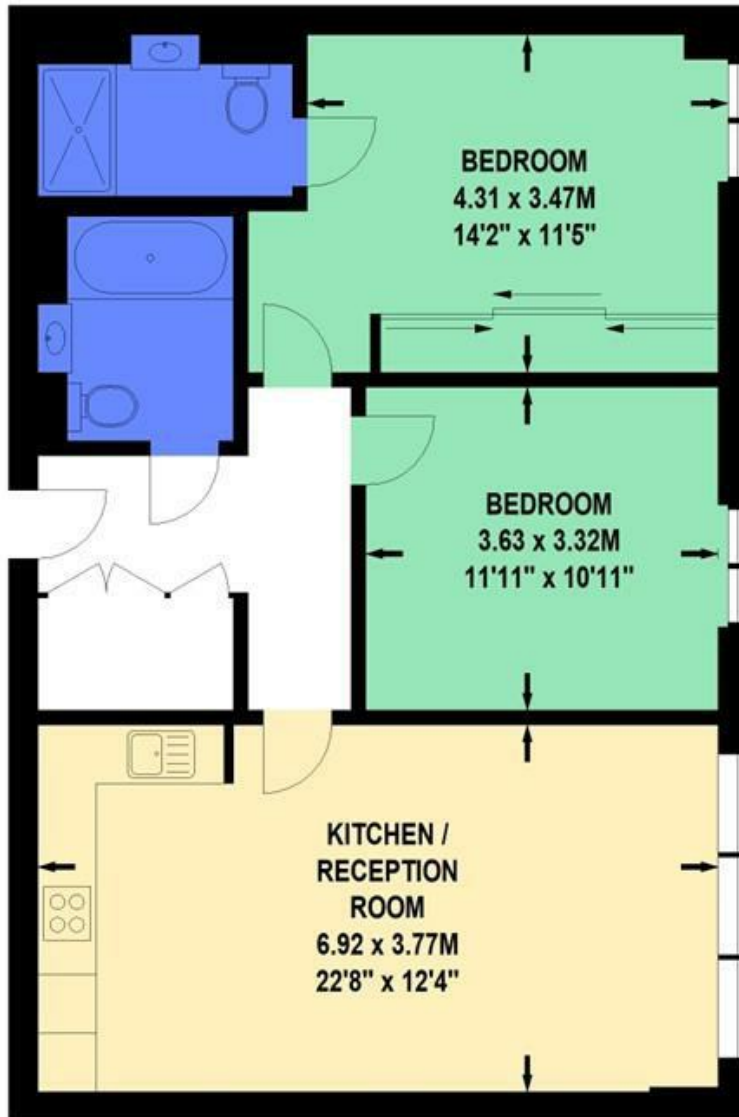 BEDROOM
4.31 x 3.47M
14'2" x 11'5"
BEDROOM
3.63 x 3.32M
11'11" x 10'11"
KITCHEN /
RECEPTION
ROOM
6.92 x 3.77M
22'8" x 12'4"